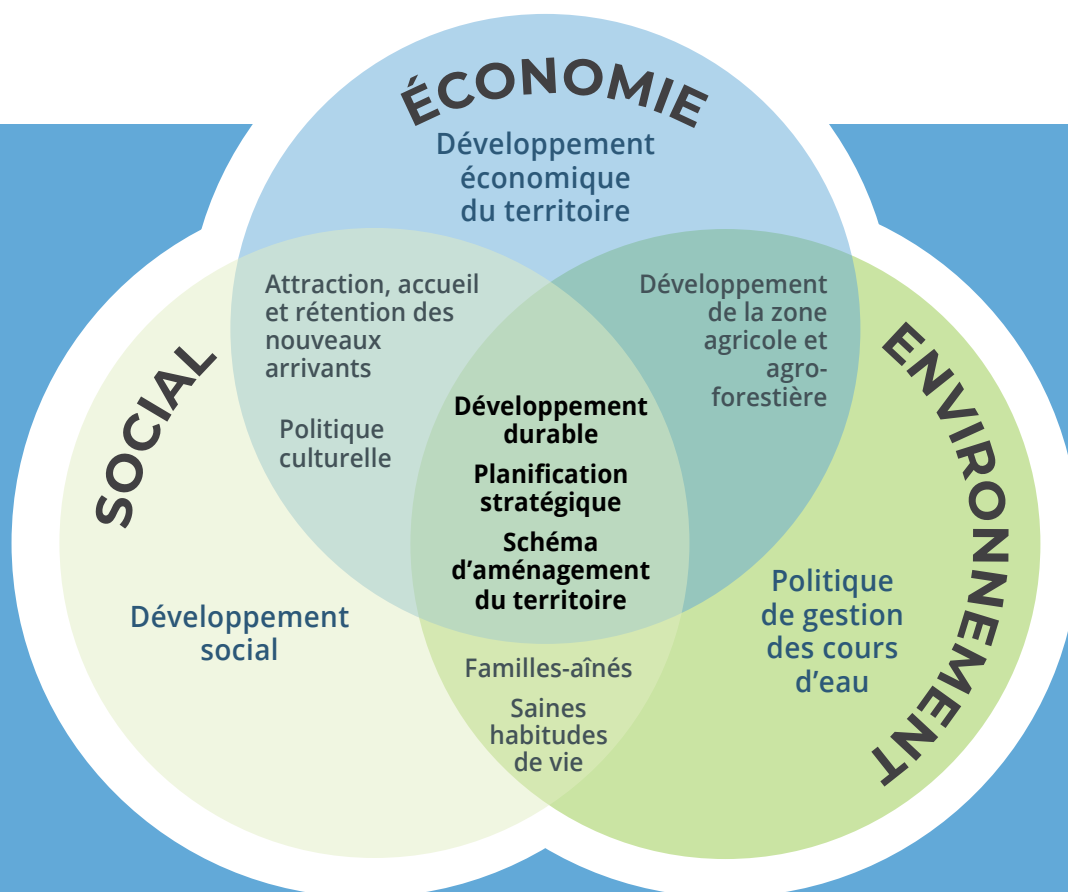 ÉCONOMIE
Développement
économique
du territoire
Attraction, accueil
et rétention des
nouveaux
arrivants
Politique
culturelle
Développement
de la zone
agricole et
agro-
forestière
SOCIAL
ENVIRONNEMENT
Développement
durable
Planification
stratégique
Schéma
d’aménagement
du territoire
Développement
social
Politique
de gestion
des cours
d’eau
Familles-aînés
Saines
habitudes
de vie